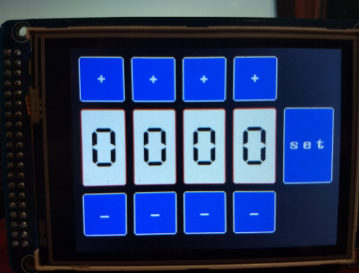 + + + +
0 0 0 0 set
- - - -